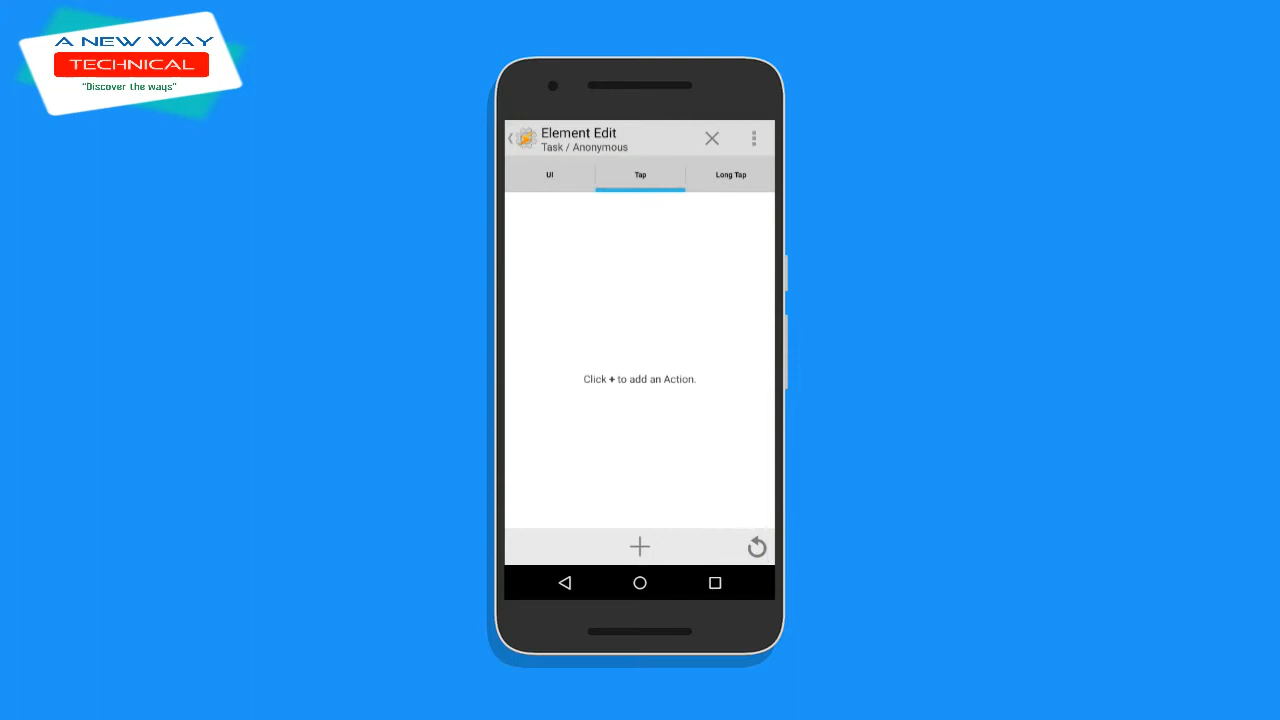 A NEW WAY
TECHNICAL
"Discover the ways"
Element Edit
Task / Anonymous
UI
Tap
Long Tap
Click + to add an Action.